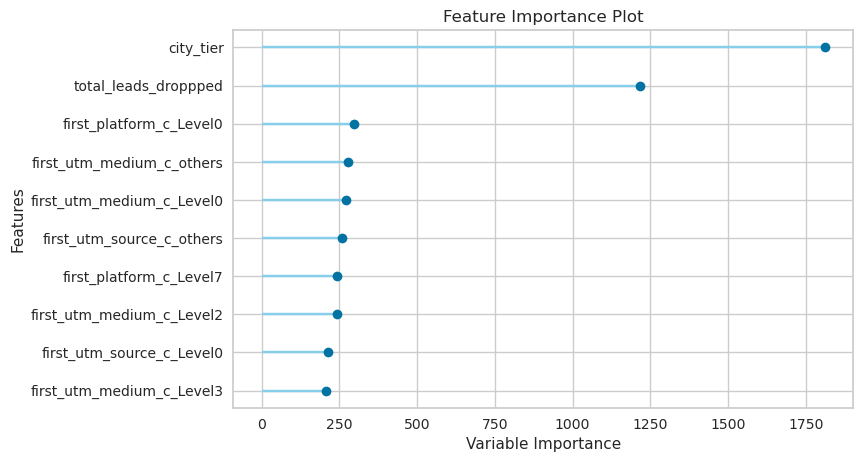 Feature Importance Plot
city_tier
total_leads_droppped
first_platform_c_Level0
first_utm_medium_c_others
first_utm_medium_c_Level0
first_utm_source_c_others
first_platform_c_Level7
first_utm_medium_c_Level2
first_utm_source_c_Level0
first_utm_medium_c_Level3
Features
0 250 500 750 1000 1250 1500 1750
Variable Importance